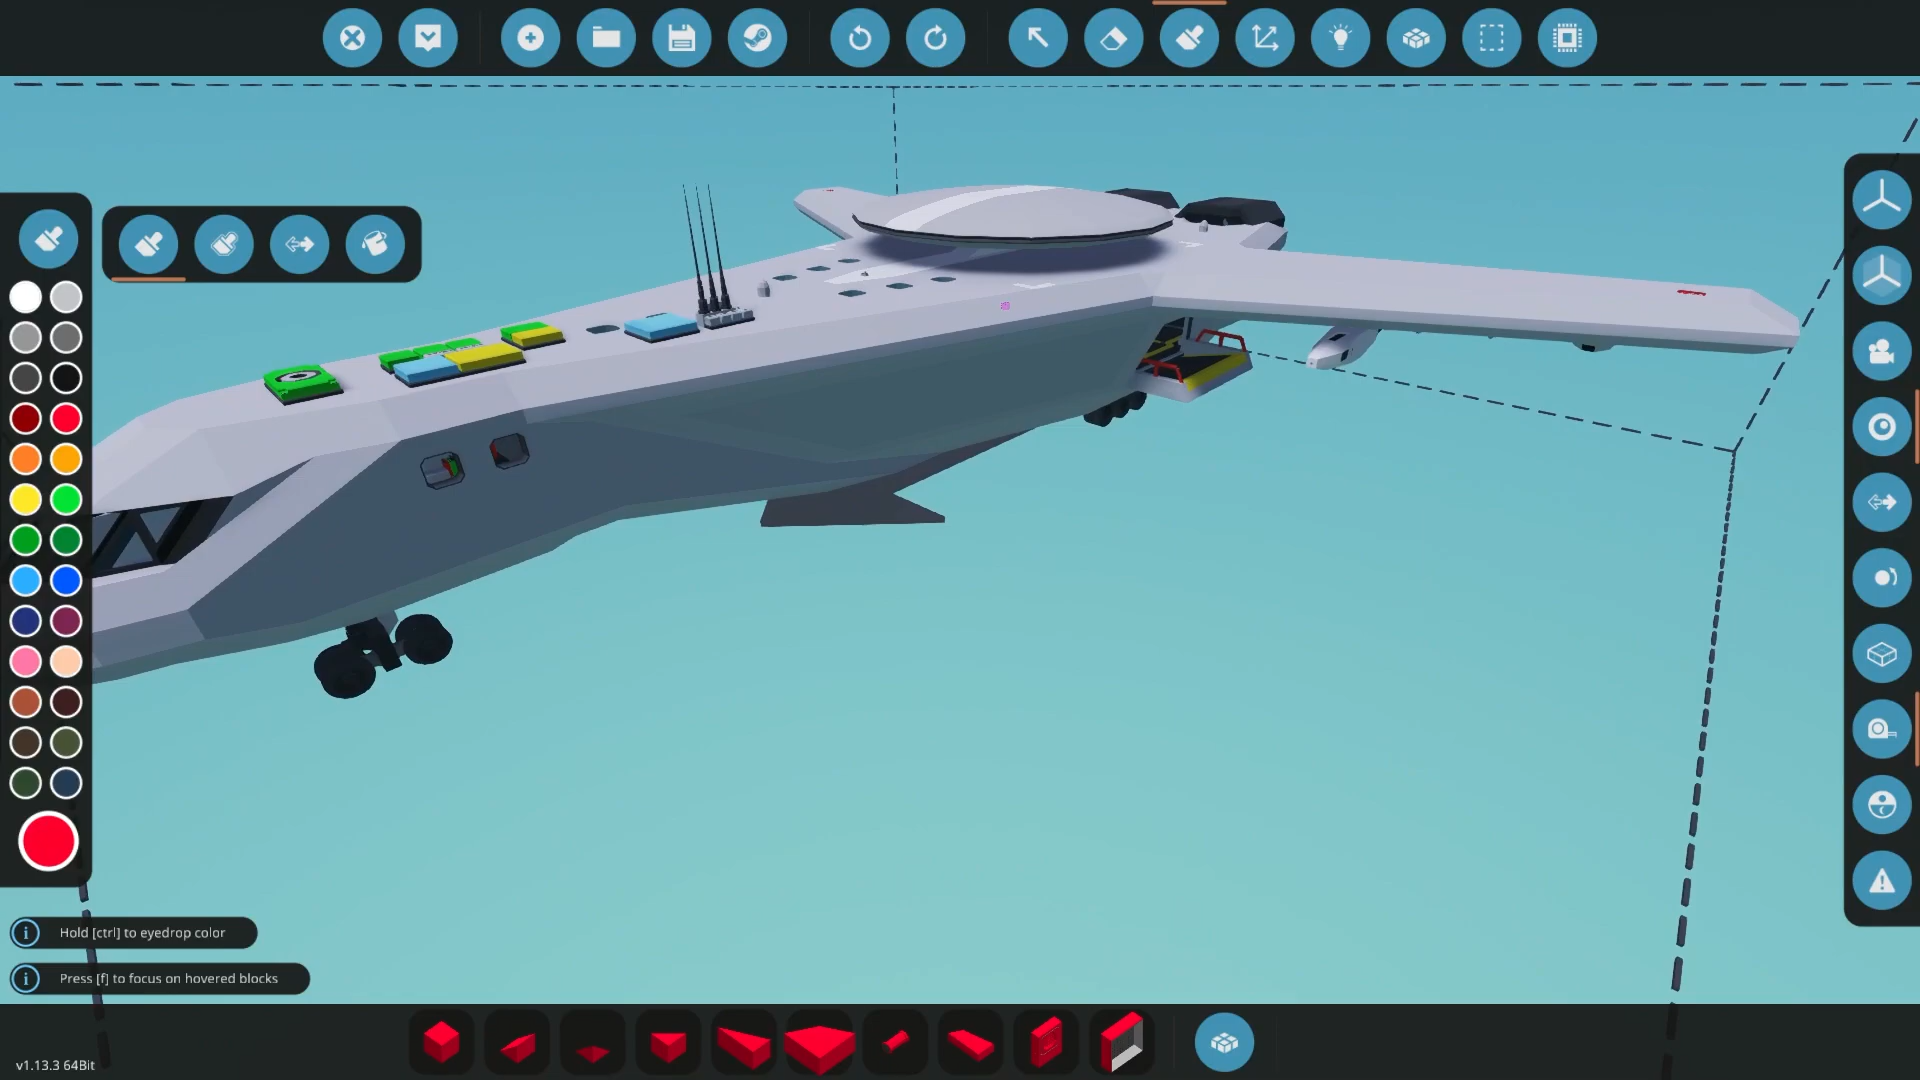 Hold [ctrl] to eyedrop color
Press [f] to focus on hovered blocks
v1.13.3 64Bit